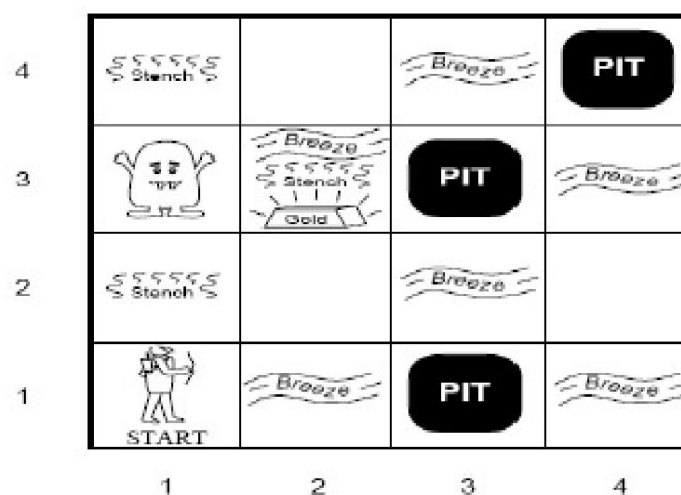 4 Stench Breeze PIT
3 Breeze Stench Gold PIT Breeze
2 Stench Breeze
1 START Breeze PIT Breeze
1 2 3 4